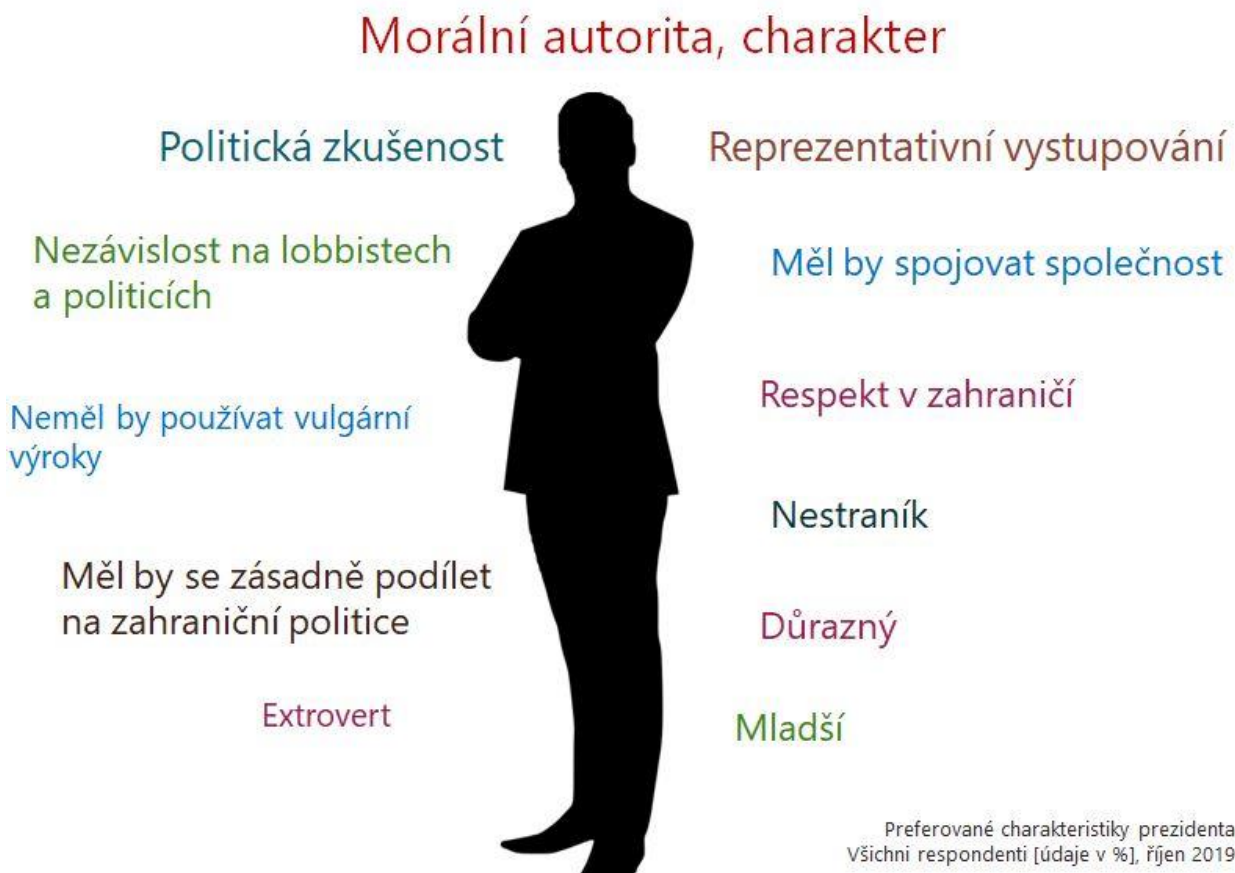 Morální autorita, charakter
Politická zkušenost
Reprezentativní vystupování
Nezávislost na lobbistech
a politicích
Měl by spojovat společnost
Neměl by používat vulgární
výroky
Respekt v zahraničí
Nestraník
Měl by se zásadně podílet
na zahraniční politice
Důrazný
Extrovert
Mladší
Preferované charakteristiky prezidenta
Všichni respondenti [údaje v %], říjen 2019